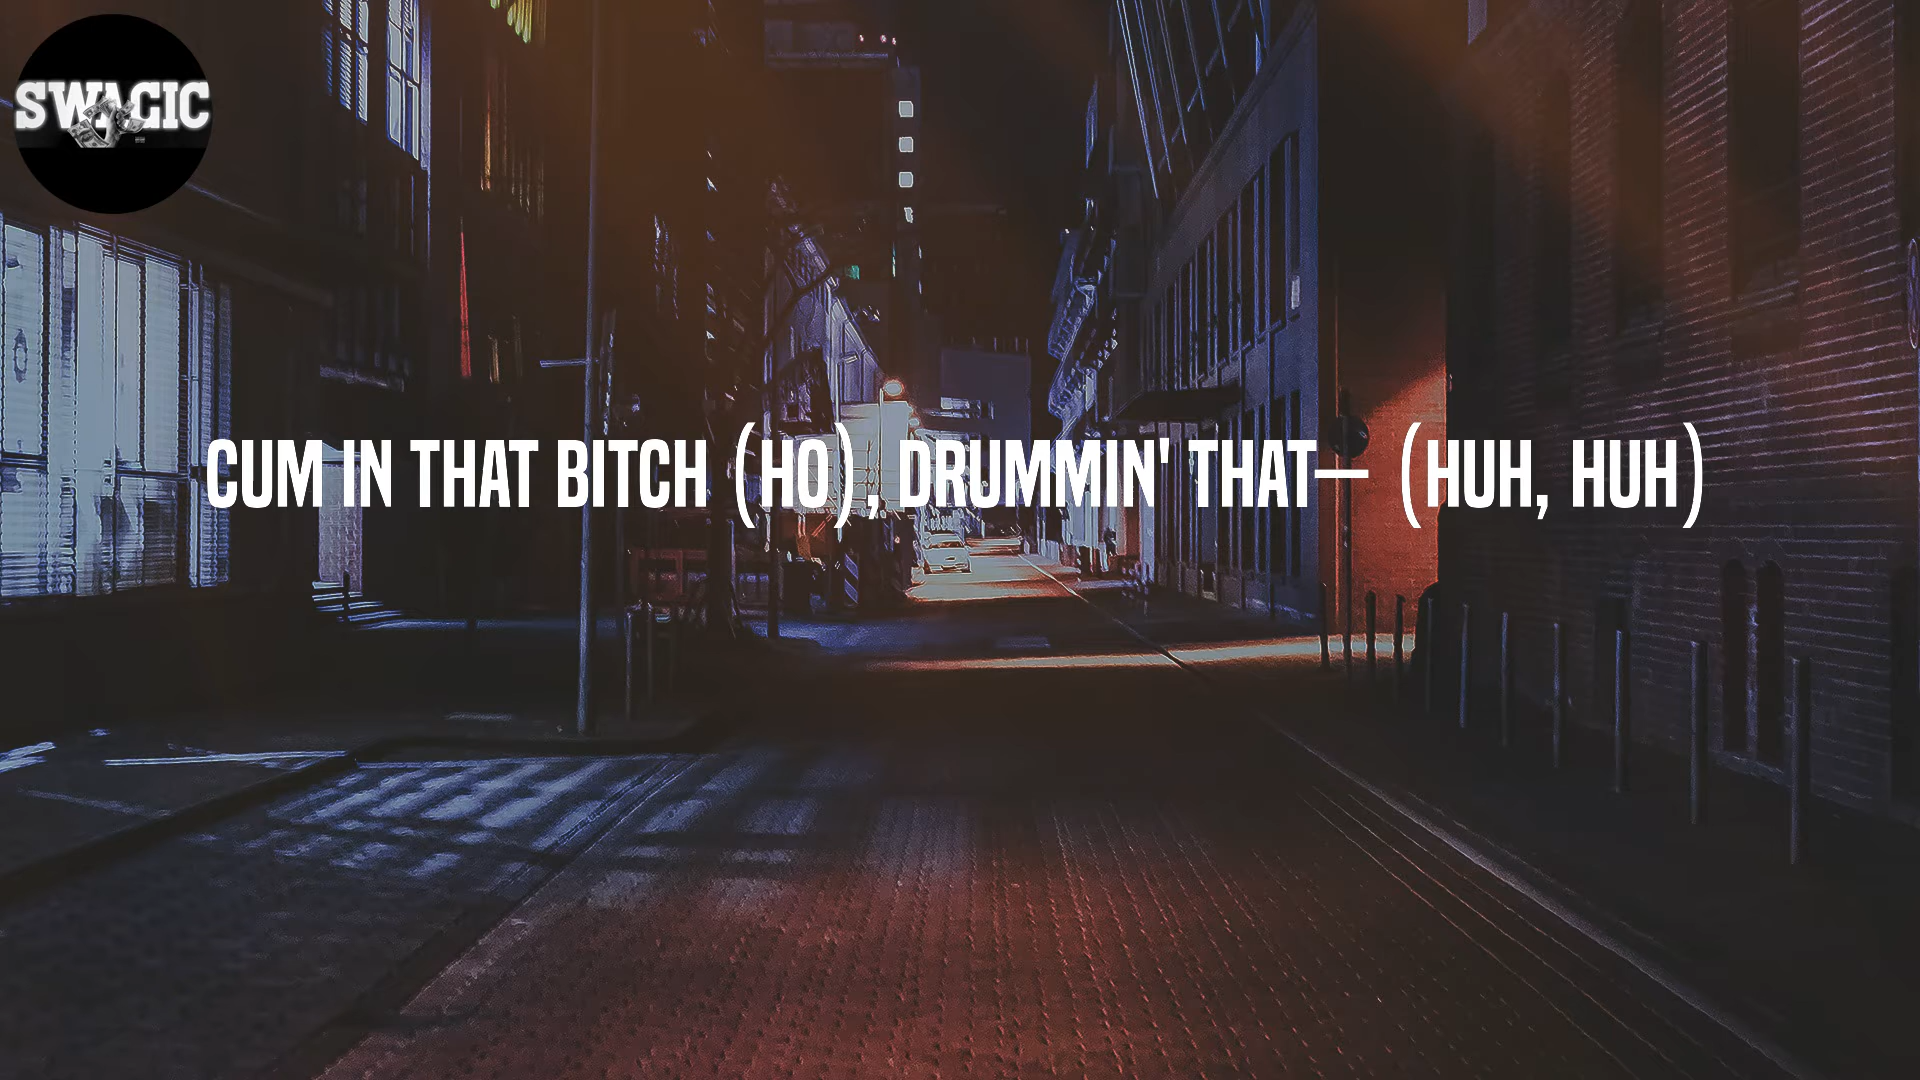 SWAGIC
CUM IN THAT BITCH (HO), DRUMMIN' THAT— (HUH, HUH)